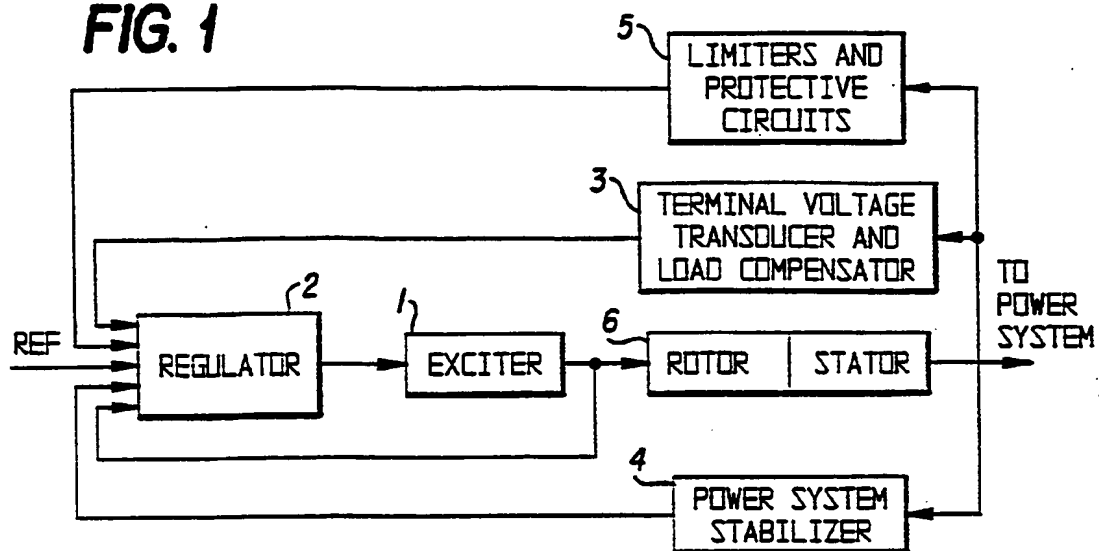 FIG. 1
5
LIMITERS AND
PROTECTIVE
CIRCUITS
3
TERMINAL VOLTAGE
TRANSDUCER AND
LOAD COMPENSATOR
TO
POWER
SYSTEM
REF
2
REGULATOR
1
EXCITER
6
ROTOR
STATOR
4
POWER SYSTEM
STABILIZER